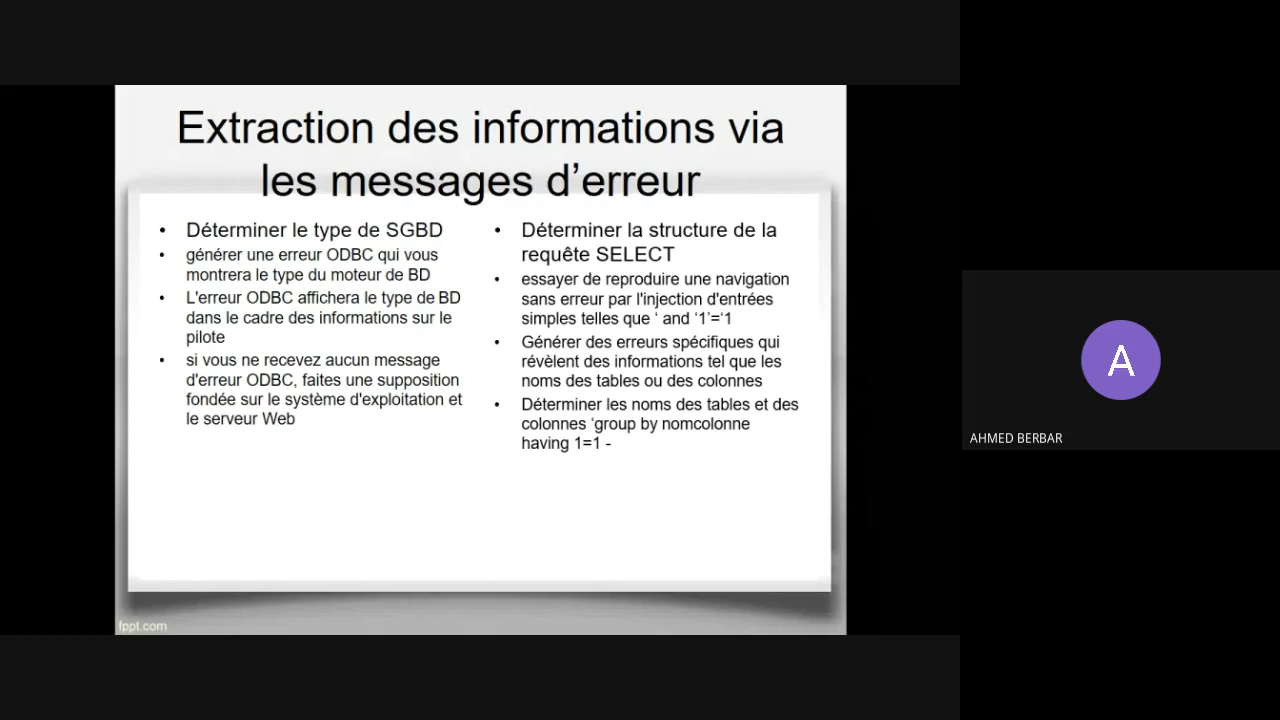 Extraction des informations via
les messages d’erreur
• Déterminer le type de SGBD
• générer une erreur ODBC qui vous
montrera le type du moteur de BD
• L'erreur ODBC affichera le type de BD
dans le cadre des informations sur le
pilote
• si vous ne recevez aucun message
d'erreur ODBC, faites une supposition
fondée sur le système d'exploitation et
le serveur Web
• Déterminer la structure de la
requête SELECT
• essayer de reproduire une navigation
sans erreur par l'injection d'entrées
simples telles que ‘ and ‘1’=‘1
• Générer des erreurs spécifiques qui
révèlent des informations tel que les
noms des tables ou des colonnes
• Déterminer les noms des tables et des
colonnes ‘group by nomcolonne
having 1=1 -
fppt.com
A
AHMED BERBAR